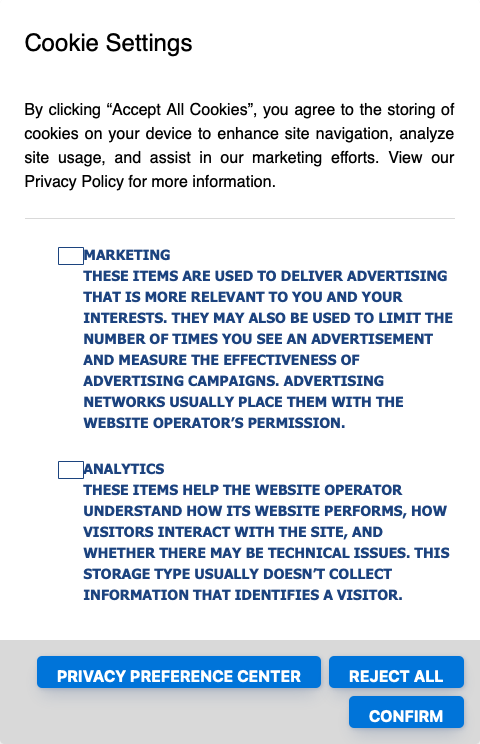 Cookie Settings
By clicking “Accept All Cookies”, you agree to the storing of
cookies on your device to enhance site navigation, analyze
site usage, and assist in our marketing efforts. View our
Privacy Policy for more information.
MARKETING
THESE ITEMS ARE USED TO DELIVER ADVERTISING
THAT IS MORE RELEVANT TO YOU AND YOUR
INTERESTS. THEY MAY ALSO BE USED TO LIMIT THE
NUMBER OF TIMES YOU SEE AN ADVERTISEMENT
AND MEASURE THE EFFECTIVENESS OF
ADVERTISING CAMPAIGNS. ADVERTISING
NETWORKS USUALLY PLACE THEM WITH THE
WEBSITE OPERATOR’S PERMISSION.
ANALYTICS
THESE ITEMS HELP THE WEBSITE OPERATOR
UNDERSTAND HOW ITS WEBSITE PERFORMS, HOW
VISITORS INTERACT WITH THE SITE, AND
WHETHER THERE MAY BE TECHNICAL ISSUES. THIS
STORAGE TYPE USUALLY DOESN’T COLLECT
INFORMATION THAT IDENTIFIES A VISITOR.
PRIVACY PREFERENCE CENTER
REJECT ALL
CONFIRM